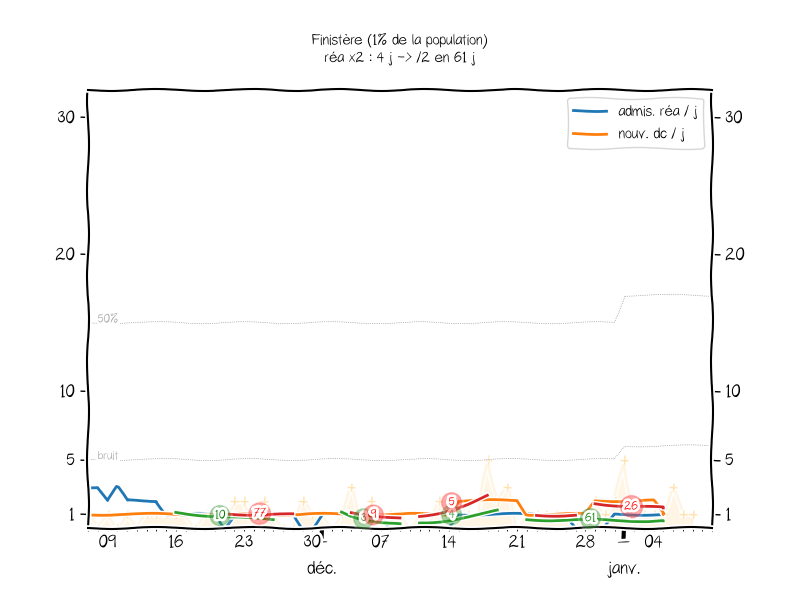 Finistère (1% de la population)
réa x2 : 4 j -> /2 en 61 j
admis. réa / j
nouv. dc / j
30 30
20 20
50%
10 10
bruit
5 5
1 1
10 77 9 5 4 61 26
09 16 23 30 07 14 21 28 04
déc. janv.